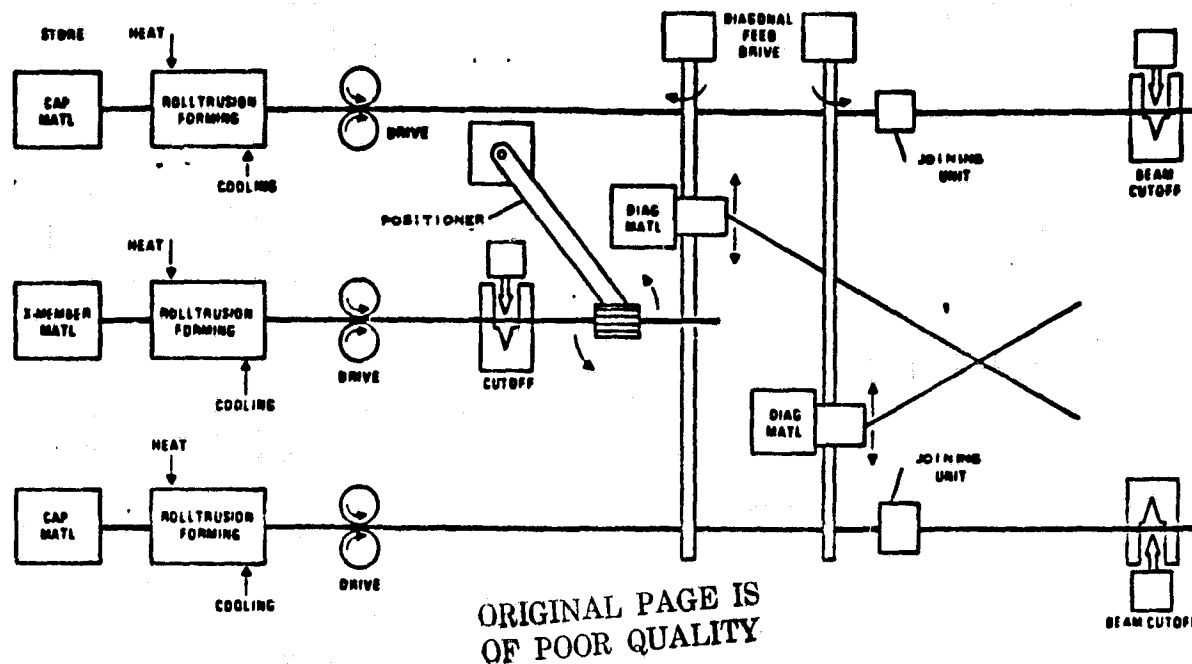 STORE
HEAT
DIAGONAL
FEED
DRIVE
CAP
MATL
ROLLTRUSION
FORMING
DRIVE
COOLING
JOINING
UNIT
BEAM
CUTOFF
POSITIONER
DIAG
MATL
HEAT
X-MEMBER
MATL
ROLLTRUSION
FORMING
DRIVE
CUTOFF
COOLING
DIAG
MATL
HEAT
JOINING
UNIT
CAP
MATL
ROLLTRUSION
FORMING
DRIVE
COOLING
BEAM CUTOFF
ORIGINAL PAGE IS
OF POOR QUALITY